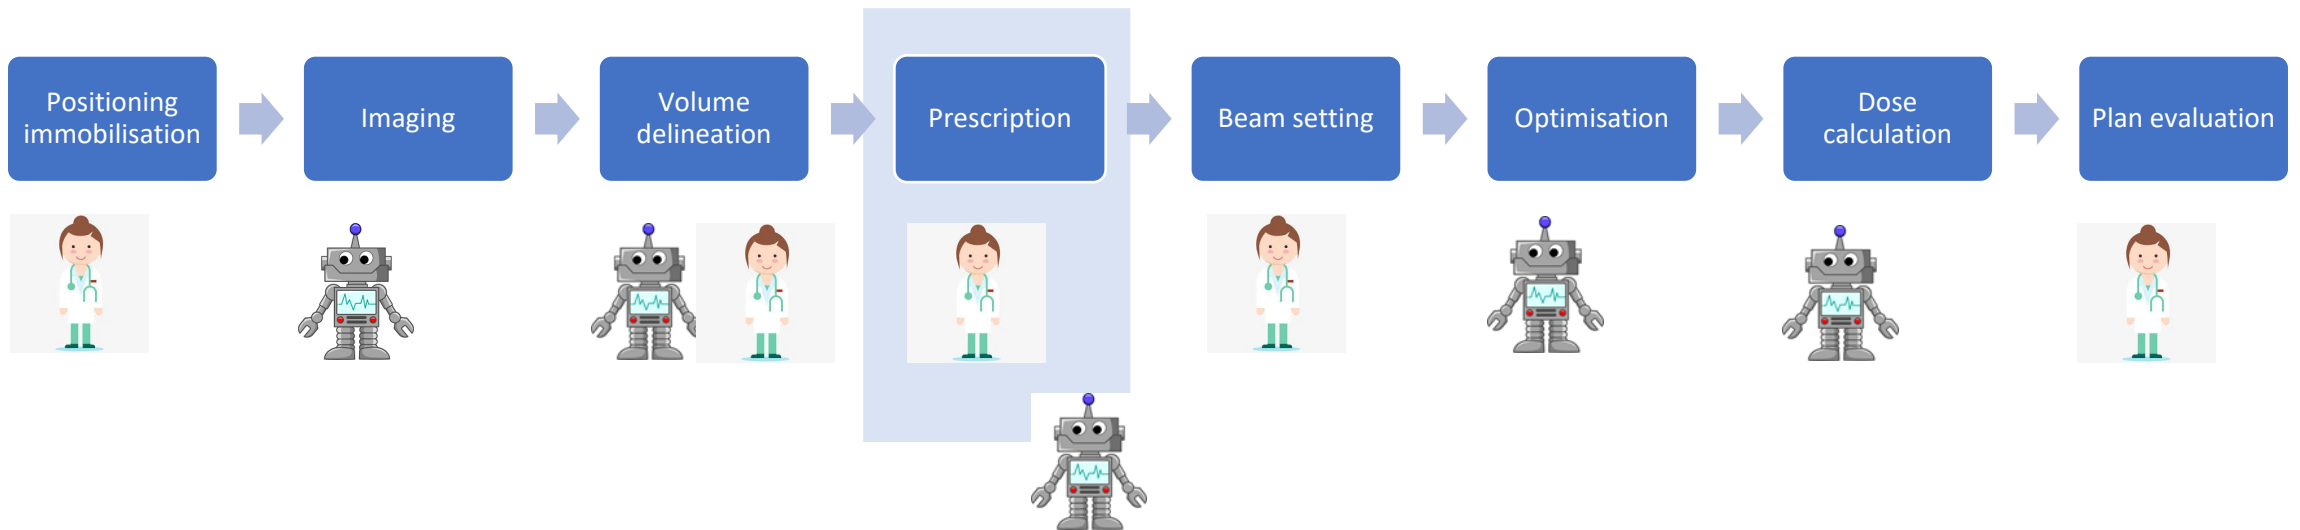 Positioning
immobilisation
Imaging
Volume
delineation
Prescription
Beam setting
Optimisation
Dose
calculation
Plan evaluation